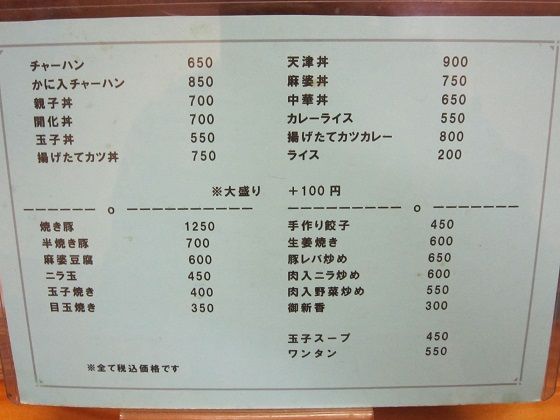 チャーハン 650
かに入チャーハン 850
親子丼 700
開化丼 700
玉子丼 550
揚げたてカツ丼 750
天津丼 900
麻婆丼 750
中華丼 650
カレーライス 550
揚げたてカツカレー 800
ライス 200
※大盛り +100円
焼き豚 1250
半焼き豚 700
麻婆豆腐 600
ニラ玉 450
玉子焼き 400
目玉焼き 350
手作り餃子 450
生姜焼き 600
豚レバ炒め 650
肉入ニラ炒め 600
肉入野菜炒め 550
御新香 300
玉子スープ 450
ワンタン 550
※全て税込価格です